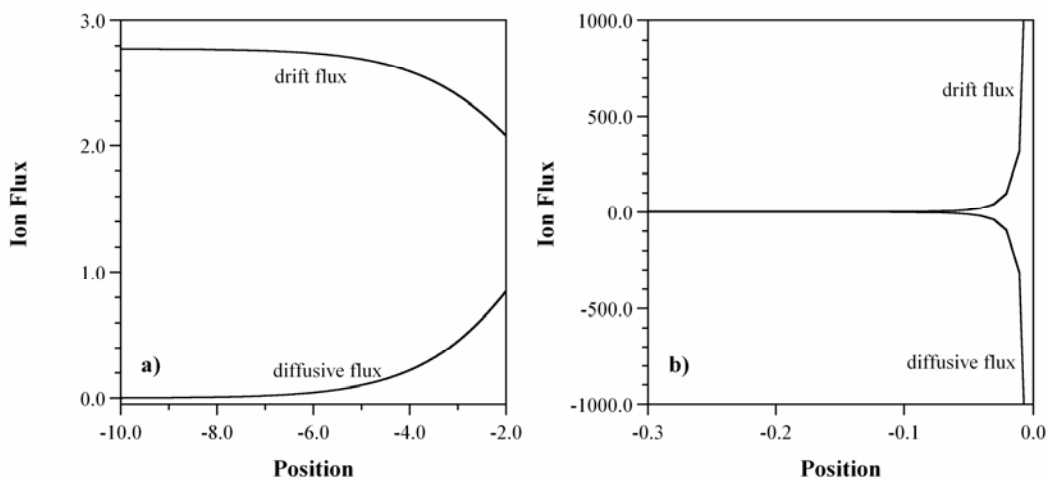 3.0
2.0
1.0
0.0
Ion Flux
drift flux
diffusive flux
a)
-10.0 -8.0 -6.0 -4.0 -2.0
Position
1000.0
500.0
0.0
-500.0
-1000.0
Ion Flux
drift flux
diffusive flux
b)
-0.3 -0.2 -0.1 0.0
Position